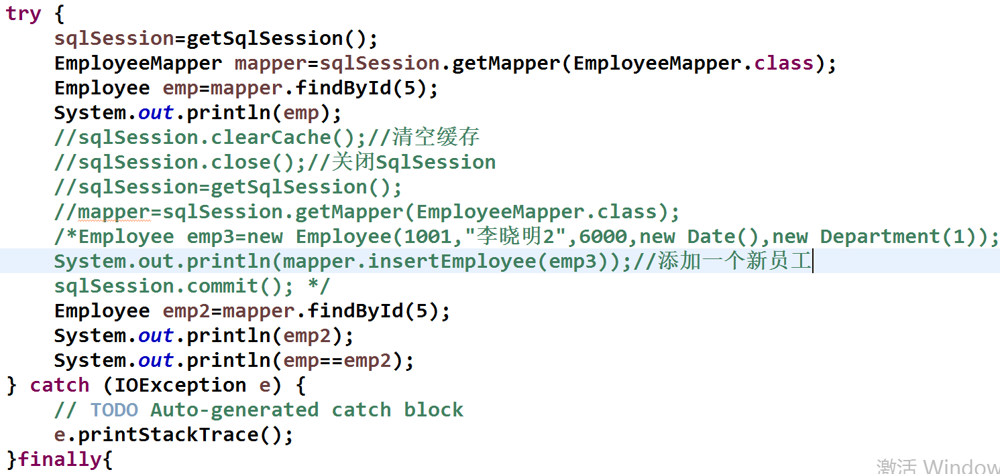 try {
    sqlSession=getSqlSession();
    EmployeeMapper mapper=sqlSession.getMapper(EmployeeMapper.class);
    Employee emp=mapper.findById(5);
    System.out.println(emp);
    //sqlSession.clearCache();//清空缓存
    //sqlSession.close();//关闭SqlSession
    //sqlSession=getSqlSession();
    //mapper=sqlSession.getMapper(EmployeeMapper.class);
    /*Employee emp3=new Employee(1001,"李晓明2",6000,new Date(),new Department(1));
    System.out.println(mapper.insertEmployee(emp3));//添加一个新员工
    sqlSession.commit(); */
    Employee emp2=mapper.findById(5);
    System.out.println(emp2);
    System.out.println(emp==emp2);
} catch (IOException e) {
    // TODO Auto-generated catch block
    e.printStackTrace();
}finally{
激活 Window